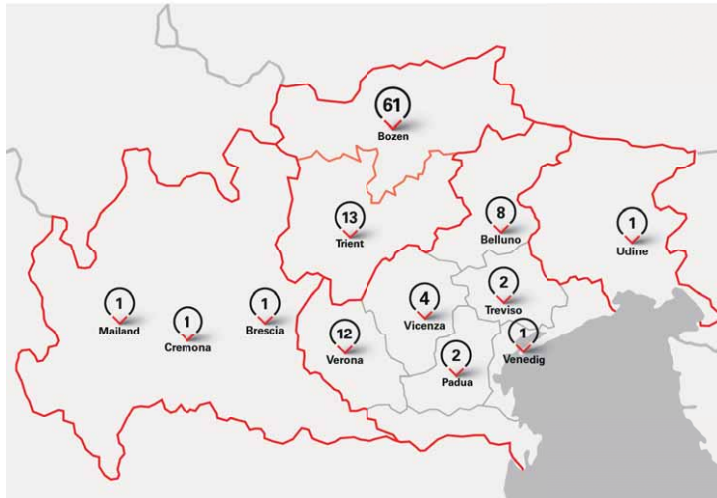 61
Bozen
13
Trient
8
Belluno
1
Udine
1
Mailand
1
Cremona
1
Brescia
12
Verona
4
Vicenza
2
Treviso
2
Padua
1
Venedig